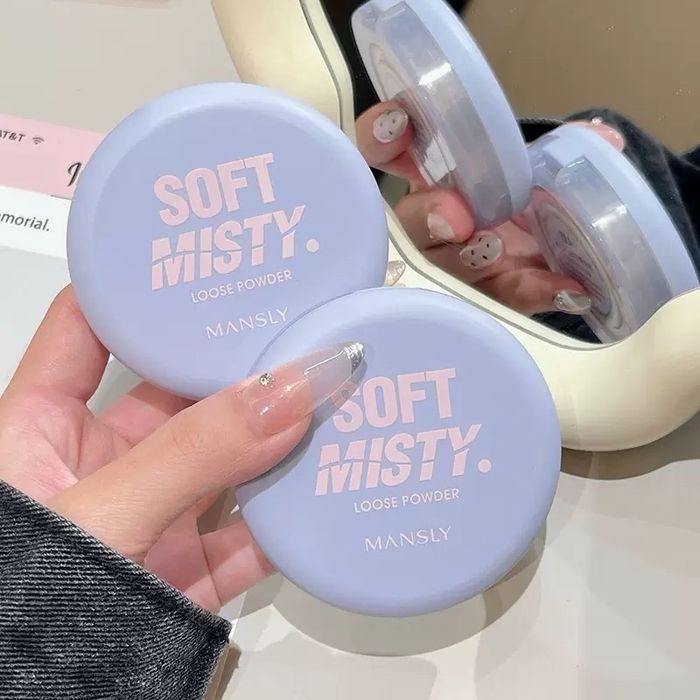 AT&T
morial.
SOFT
MISTY.
LOOSE POWDER
MANSLY
SOFT
MISTY.
LOOSE POWDER
MANSLY